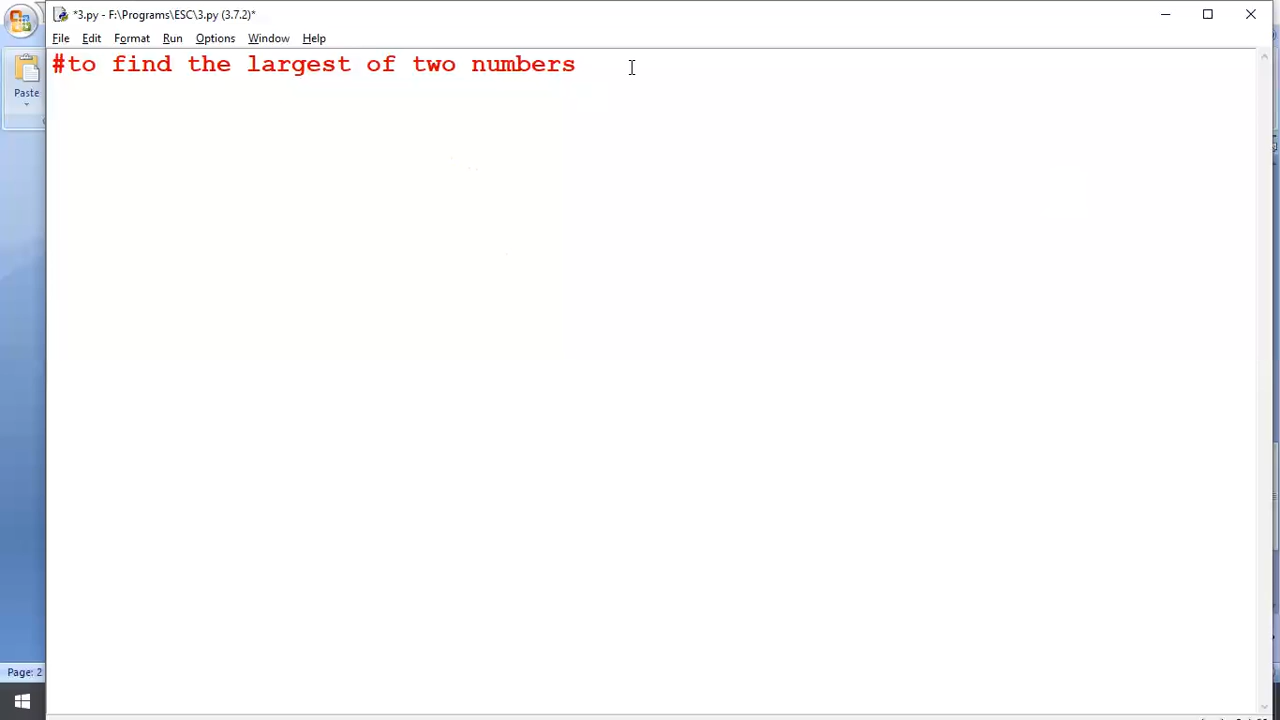 *3.py - F:\Programs\ESC\3.py (3.7.2)*
File Edit Format Run Options Window Help
Paste
#to find the largest of two numbers
Page: 2